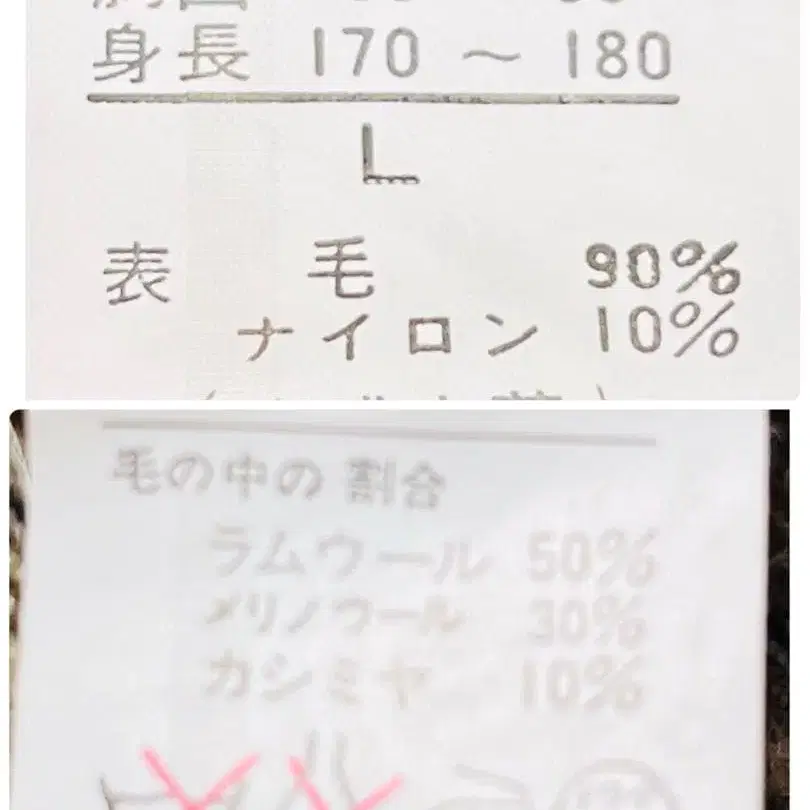 身長 170 ～ 180
L
表 毛 90%
ナイロン 10%
毛の中の 割合
ラムウール 50%
メリノウール 30%
カシミヤ 10%